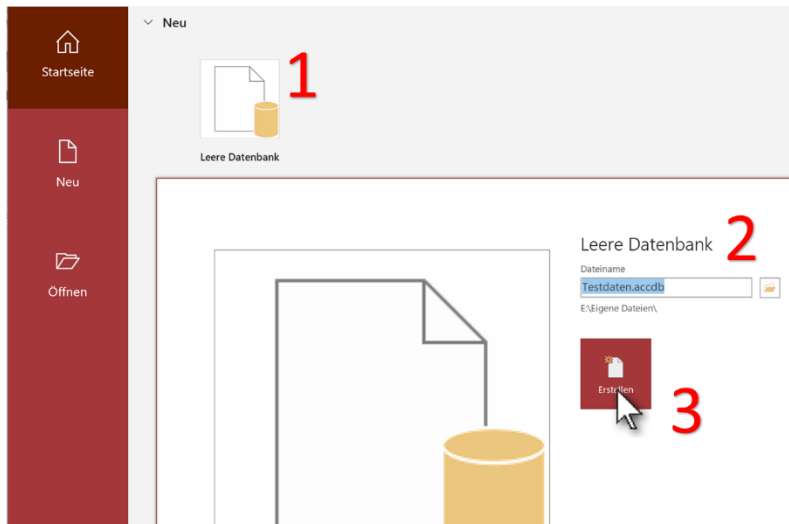 Startseite
Neu
Öffnen
Neu
1
Leere Datenbank
Leere Datenbank
2
Dateiname
Testdaten.accdb
E:\Eigene Dateien\
Erstellen
3